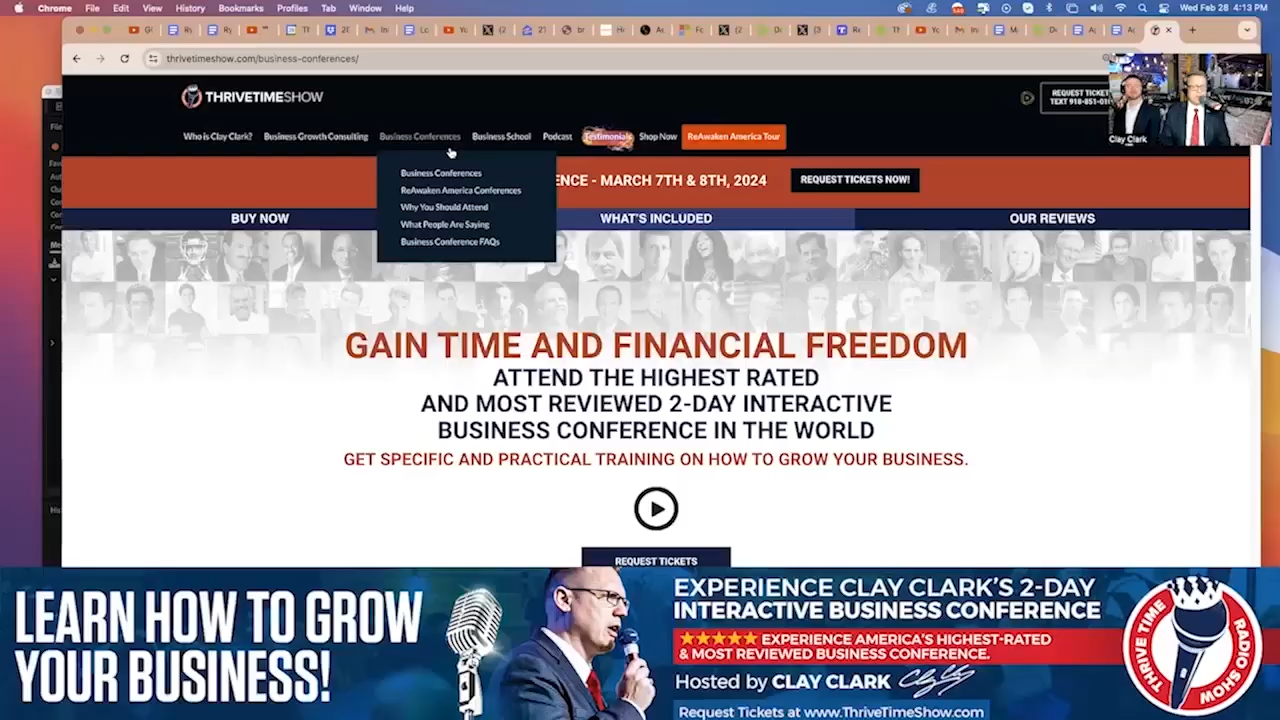 Chrome File Edit View History Bookmarks Profiles Tab Window Help
Wed Feb 28 4:13 PM
thrivetimeshow.com/business-conferences/
THRIVETIMESHOW
REQUEST TICKET
TEXT 918-851-01
Clay Clark
Who is Clay Clark? Business Growth Consulting Business Conferences Business School Podcast Testimonials Shop Now ReAwaken America Tour
Business Conferences
ReAwaken America Conferences
Why You Should Attend
What People Are Saying
Business Conference FAQs
ENCE - MARCH 7TH & 8TH, 2024 REQUEST TICKETS NOW!
BUY NOW WHAT'S INCLUDED OUR REVIEWS
GAIN TIME AND FINANCIAL FREEDOM
ATTEND THE HIGHEST RATED
AND MOST REVIEWED 2-DAY INTERACTIVE
BUSINESS CONFERENCE IN THE WORLD
GET SPECIFIC AND PRACTICAL TRAINING ON HOW TO GROW YOUR BUSINESS.
REQUEST TICKETS
LEARN HOW TO GROW
YOUR BUSINESS!
EXPERIENCE CLAY CLARK'S 2-DAY
INTERACTIVE BUSINESS CONFERENCE
EXPERIENCE AMERICA'S HIGHEST-RATED
& MOST REVIEWED BUSINESS CONFERENCE.
Hosted by CLAY CLARK
Request Tickets at www.ThriveTimeShow.com
THRIVE TIME RADIO SHOW